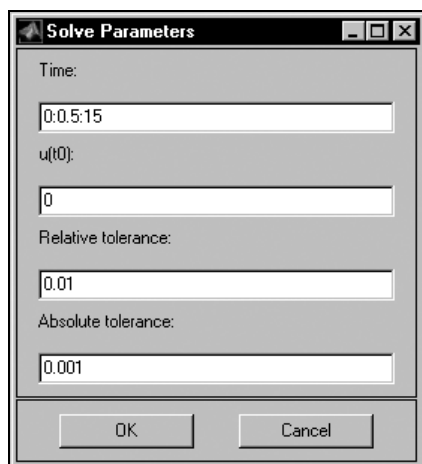 Solve Parameters
Time:
0:0.5:15
u(t0):
0
Relative tolerance:
0.01
Absolute tolerance:
0.001
OK Cancel